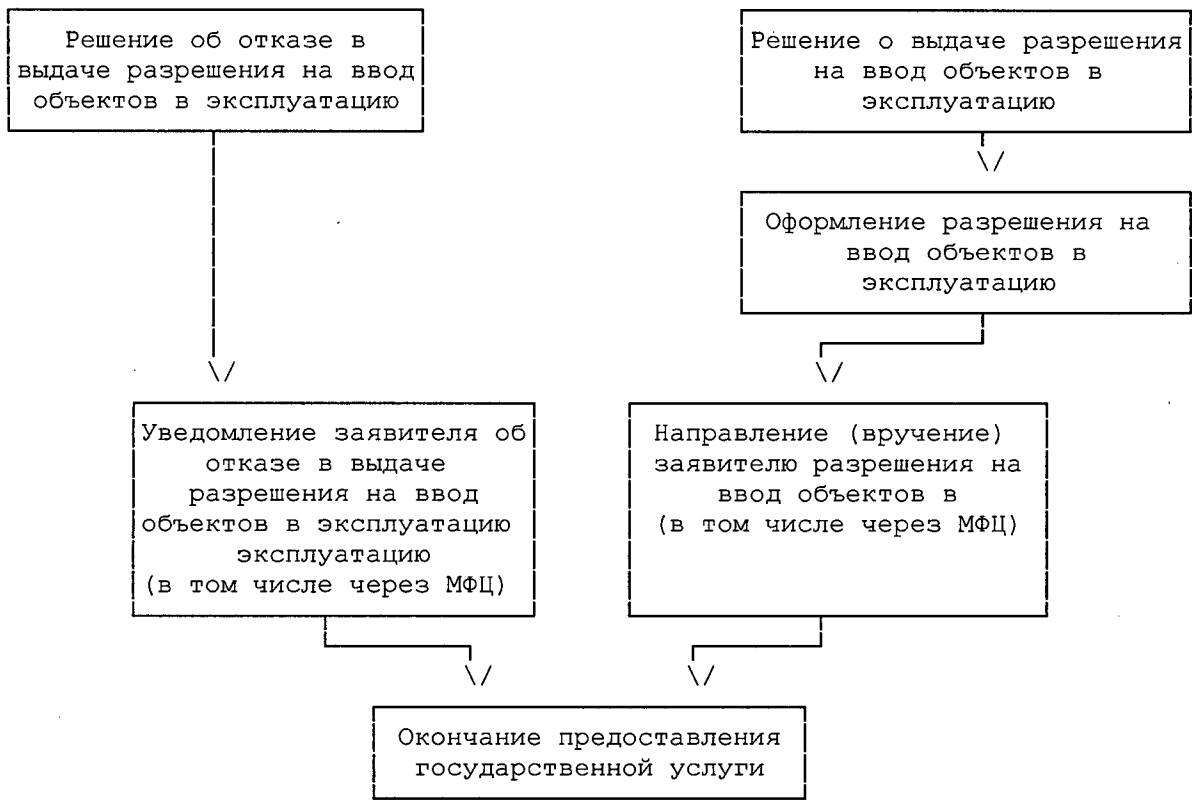 Решение об отказе в
выдаче разрешения на ввод
объектов в эксплуатацию
Решение о выдаче разрешения
на ввод объектов в
эксплуатацию
Оформление разрешения на
ввод объектов в
эксплуатацию
Уведомление заявителя об
отказе в выдаче
разрешения на ввод
объектов в эксплуатацию
эксплуатацию
(в том числе через МФЦ)
Направление (вручение)
заявителю разрешения на
ввод объектов в
(в том числе через МФЦ)
Окончание предоставления
государственной услуги